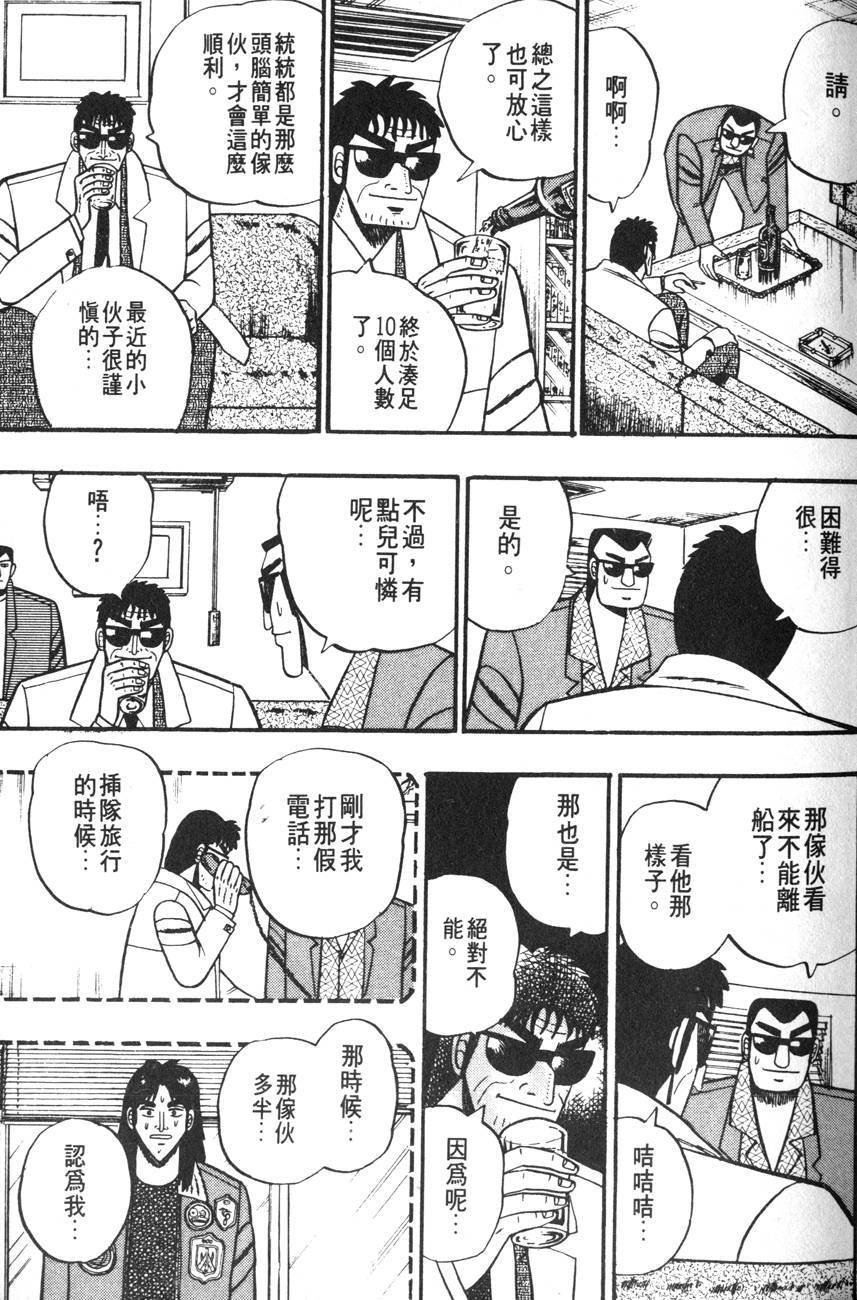 請。
啊啊⋯
總之這樣
也可放心
了。
終於湊足
10個人數
了。
統統都是那麼
頭腦簡單的傢
伙，才會這麼
順利。
最近的小
伙子很謹
愼的⋯
困難得
很⋯
是的。
不過，有
點兒可憐
呢⋯
唔⋯?
那傢伙看
來不能離
船了⋯
看他那
樣子。
咭咭咭⋯
那也是⋯
絕對不
能。
因爲呢⋯
剛才我
打那假
電話⋯
揷隊旅行
的時候⋯
那時候⋯
那傢伙
多半⋯
認爲我⋯